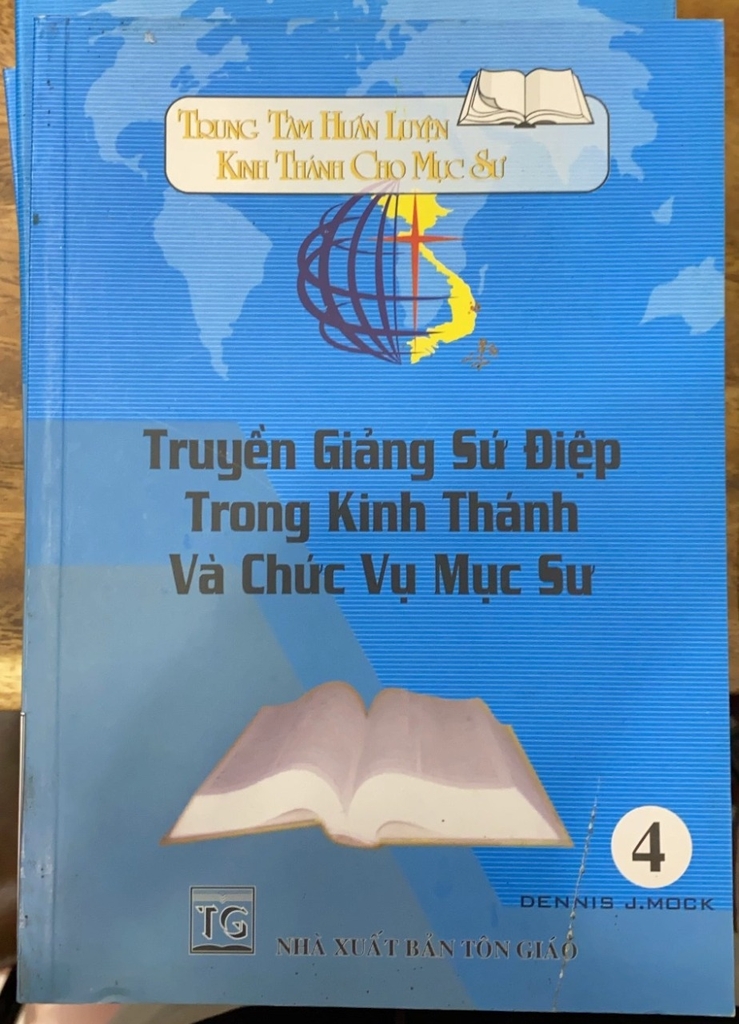 TRUNG TÂM HUẤN LUYỆN
KINH THÁNH CHO MỤC SƯ
Truyền Giảng Sứ Điệp
Trong Kinh Thánh
Và Chức Vụ Mục Sư
4
DENNIS J.MOCK
TG
NHÀ XUẤT BẢN TÔN GIÁO